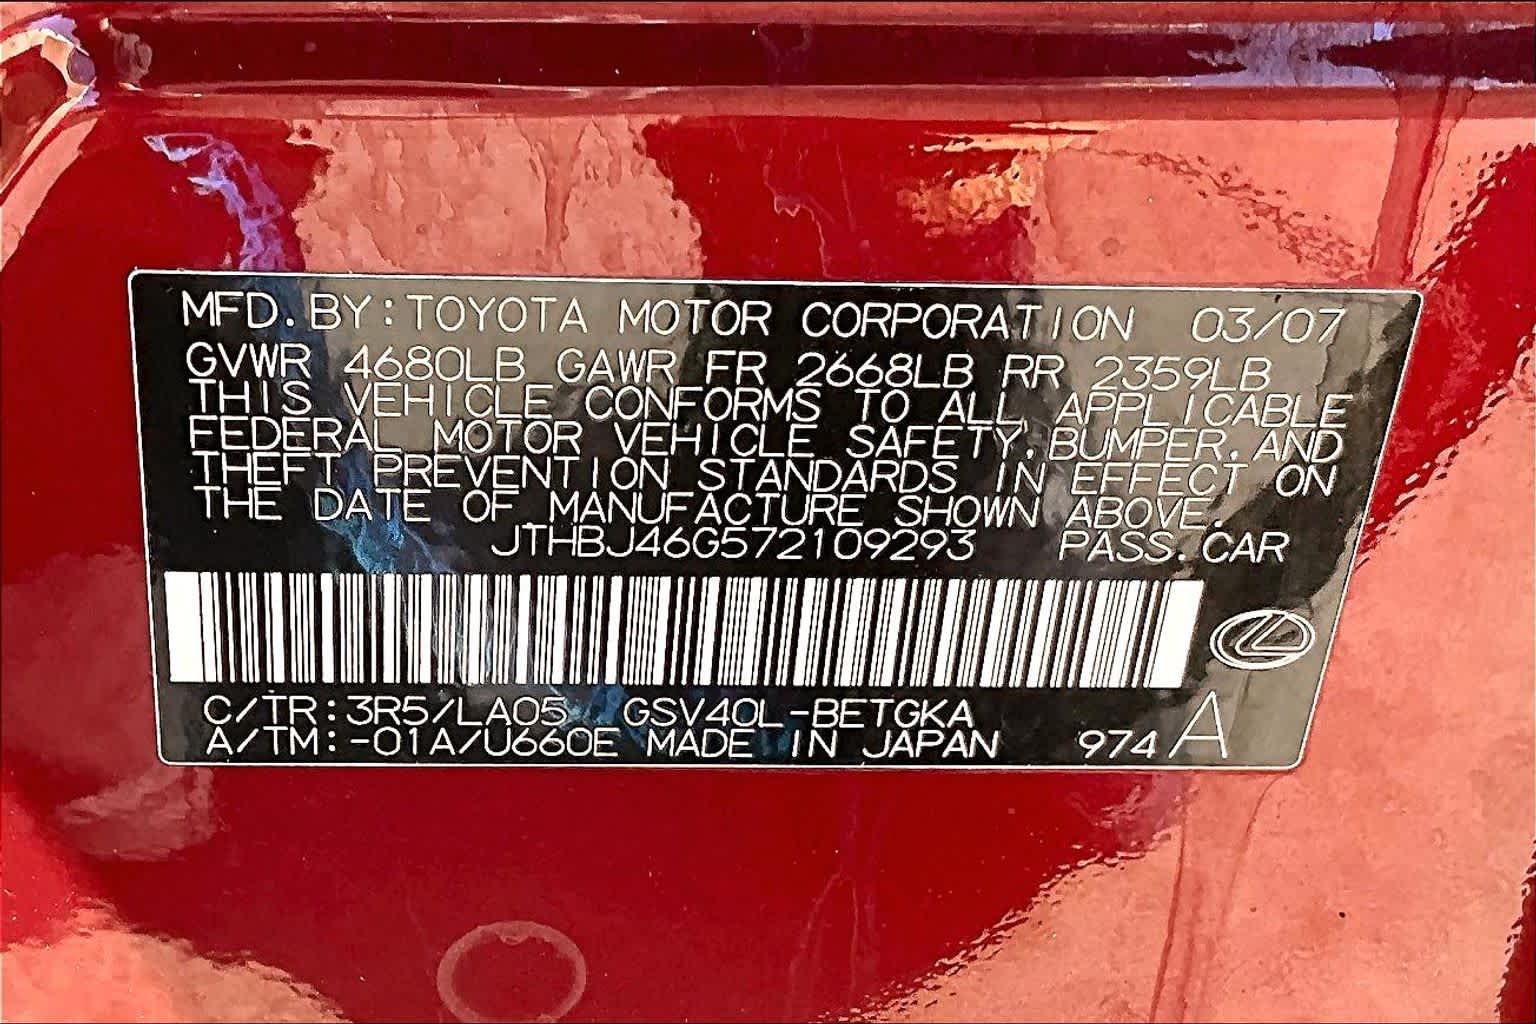 MFD. BY: TOYOTA MOTOR CORPORATION 03/07
GVWR 4680LB GAWR FR 2668LB RR 2359LB
THIS VEHICLE CONFORMS TO ALL APPLICABLE
FEDERAL MOTOR VEHICLE SAFETY, BUMPER, AND
THEFT PREVENTION STANDARDS IN EFFECT ON
THE DATE OF MANUFACTURE SHOWN ABOVE.
JTHBJ46G572109293 PASS. CAR
C/TR: 3R5/LA05 GSV40L-BETGKA
A/TM: -01A/U660E MADE IN JAPAN 974 A